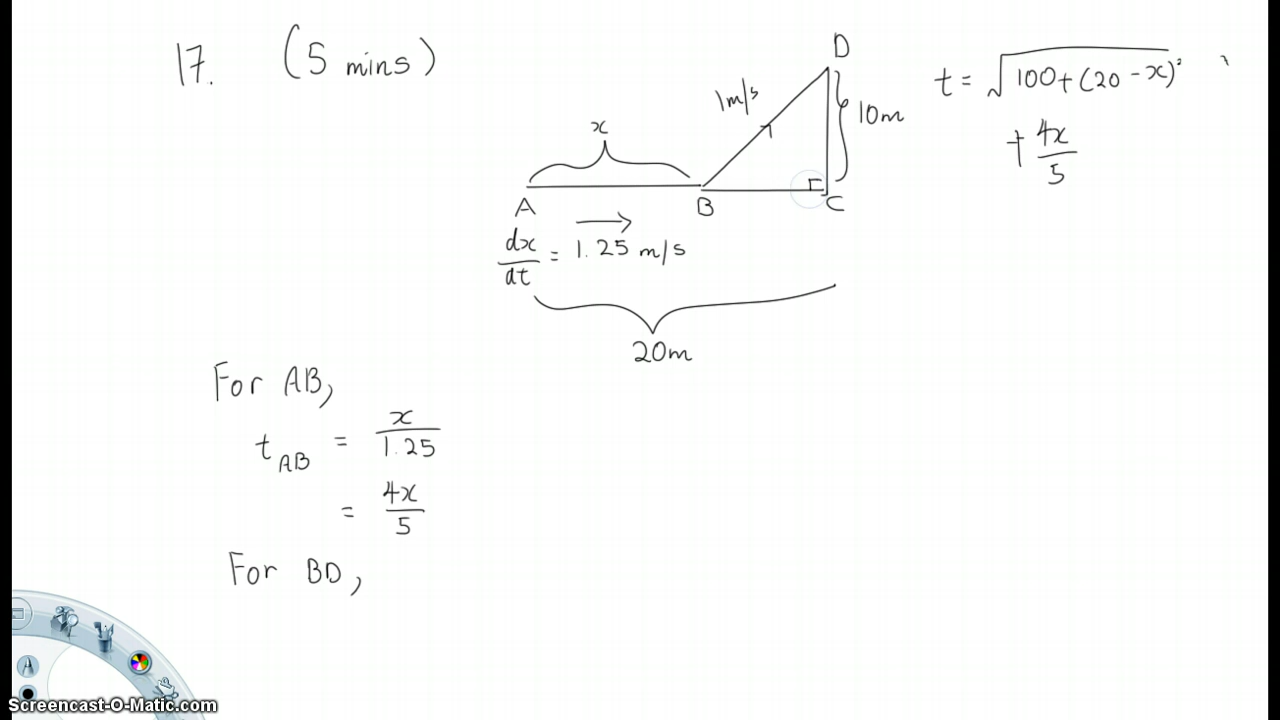 17. (5 mins)
D
t = √100+(20-x)²
1m/s
10m
+ 4x/5
x
A B C
dx/dt = 1.25 m/s
20m
For AB,
t_AB = x/1.25
= 4x/5
For BD,
Screencast-O-Matic.com